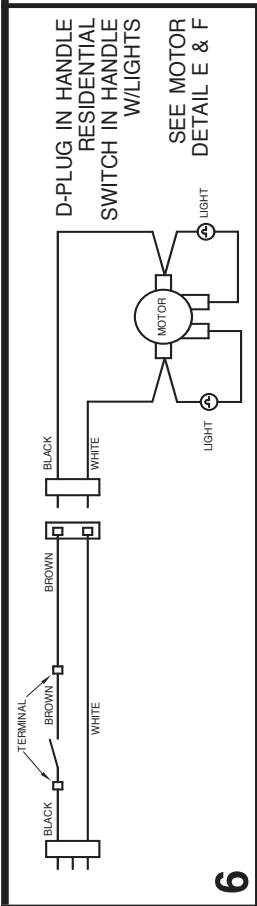 TERMINAL
BLACK
BROWN
BROWN
WHITE
BLACK
WHITE
MOTOR
LIGHT
LIGHT
D-PLUG IN HANDLE
RESIDENTIAL
SWITCH IN HANDLE
W/LIGHTS
SEE MOTOR
DETAIL E & F
6